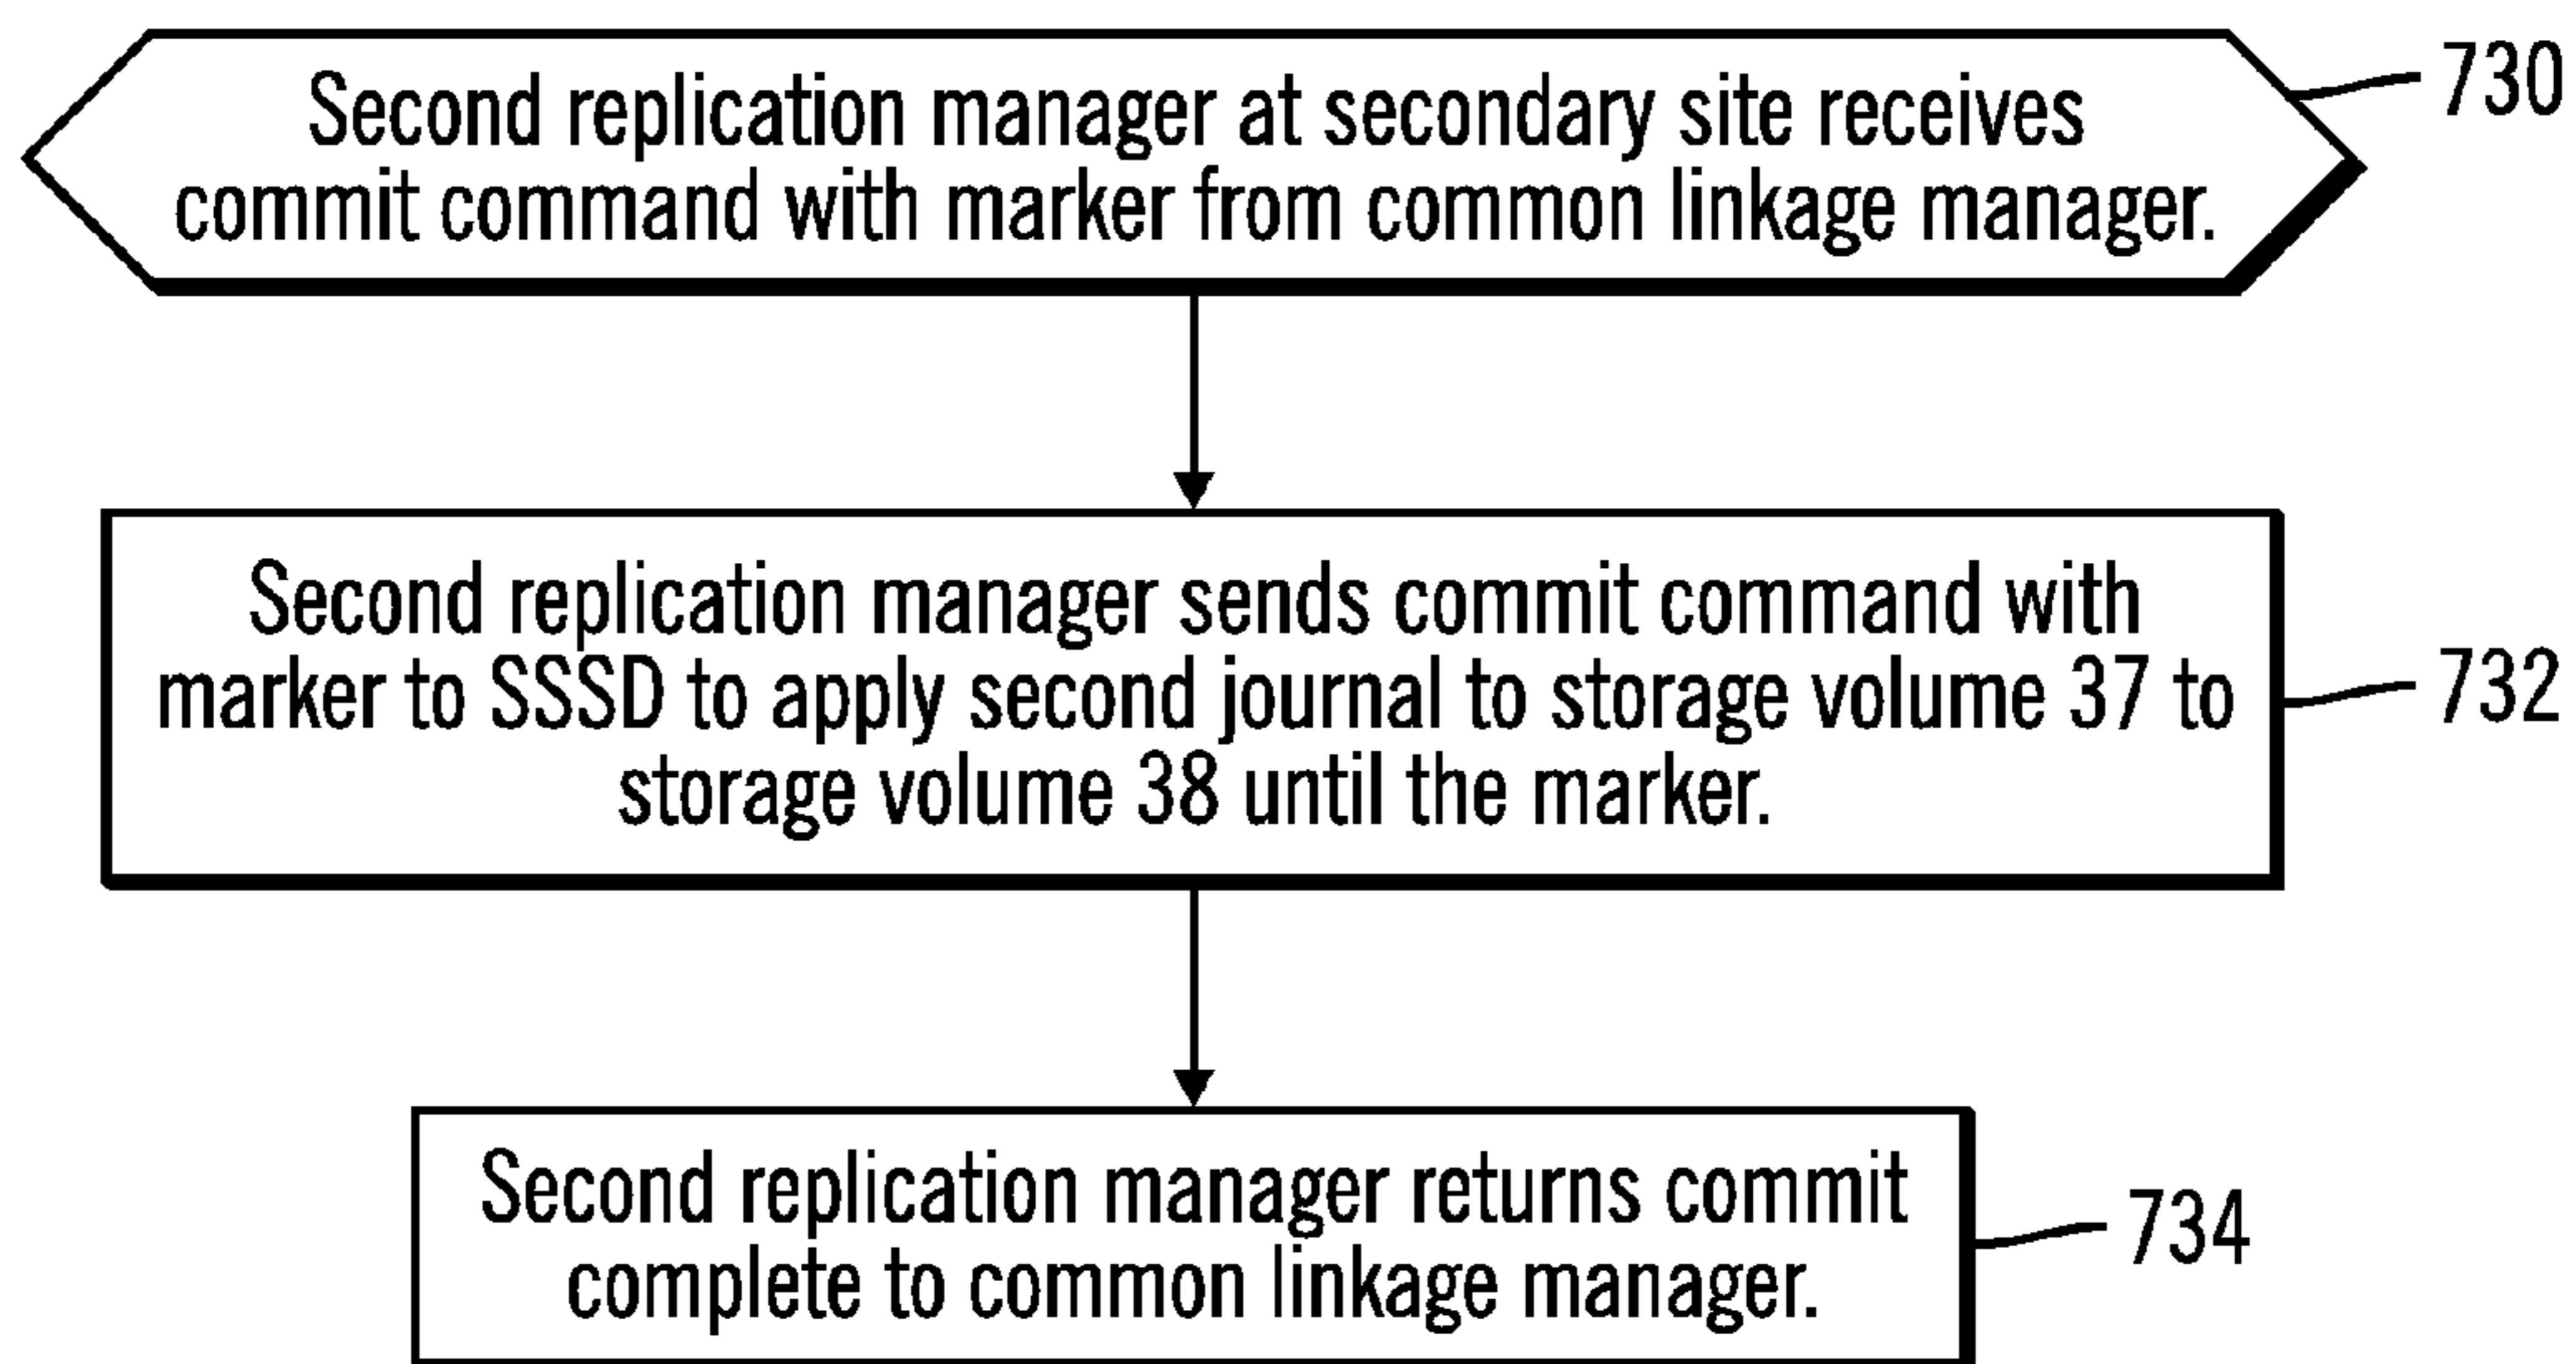 Second replication manager at secondary site receives
commit command with marker from common linkage manager.
730
Second replication manager sends commit command with
marker to SSSD to apply second journal to storage volume 37 to
storage volume 38 until the marker.
732
Second replication manager returns commit
complete to common linkage manager.
734